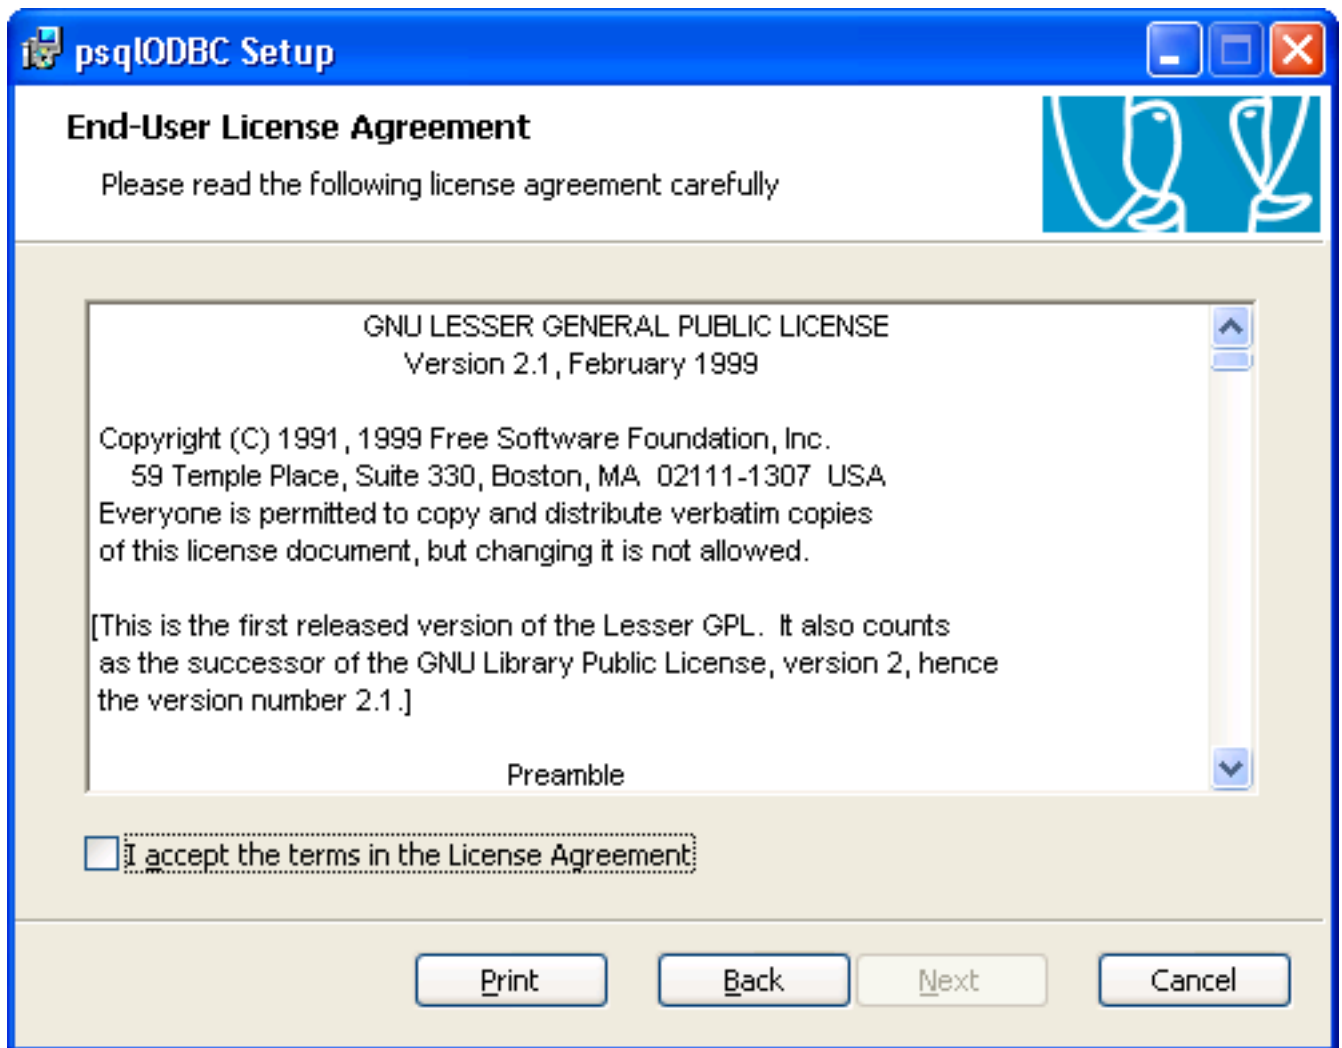 psqlODBC Setup
End-User License Agreement
Please read the following license agreement carefully
GNU LESSER GENERAL PUBLIC LICENSE
Version 2.1, February 1999
Copyright (C) 1991, 1999 Free Software Foundation, Inc.
59 Temple Place, Suite 330, Boston, MA  02111-1307  USA
Everyone is permitted to copy and distribute verbatim copies
of this license document, but changing it is not allowed.
[This is the first released version of the Lesser GPL.  It also counts
as the successor of the GNU Library Public License, version 2, hence
the version number 2.1.]
Preamble
I accept the terms in the License Agreement
Print Back Next Cancel